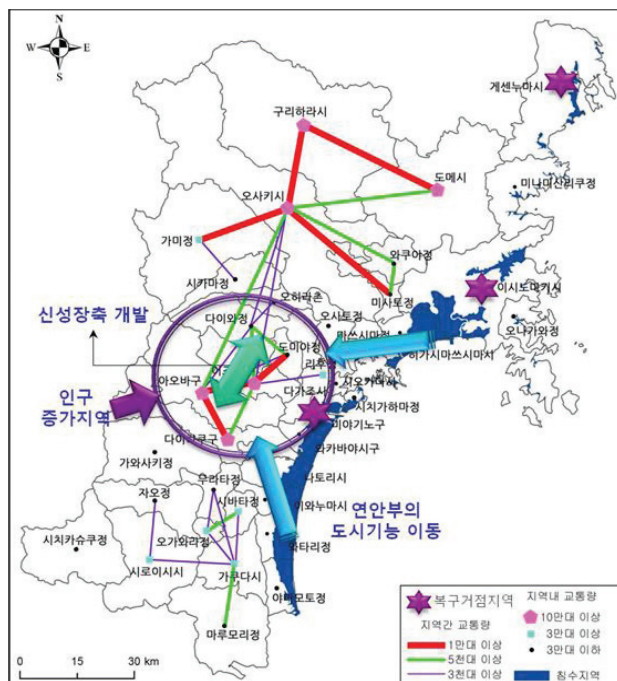 N
W
E
S
게센누마시
구리하라시
도메시
미나미산리쿠정
오사키시
가미정
와쿠야정
시카마정
미사토정
이시도마키시
오히라촌
신성장축 개발
다이와정
오사토정
마쓰시마정
오나가와정
도미야정
히가시마쓰시마시
리후
아오바구
시오가마시
인구
증가지역
다가조시
시치가하마정
미야기노구
다이하쿠구
와카바야시구
가와사키정
나토리시
무라타정
자오정
시바타정
이와누마시
연안부의
도시기능 이동
오가와라정
시치카슈쿠정
와타리정
시로이시시
가쿠다시
야마모토정
마루모리정
0 15 30 km
복구거점지역
지역간 교통량
1만대 이상
5천대 이상
3천대 이상
지역내 교통량
10만대 이상
3만대 이상
3만대 이하
침수지역